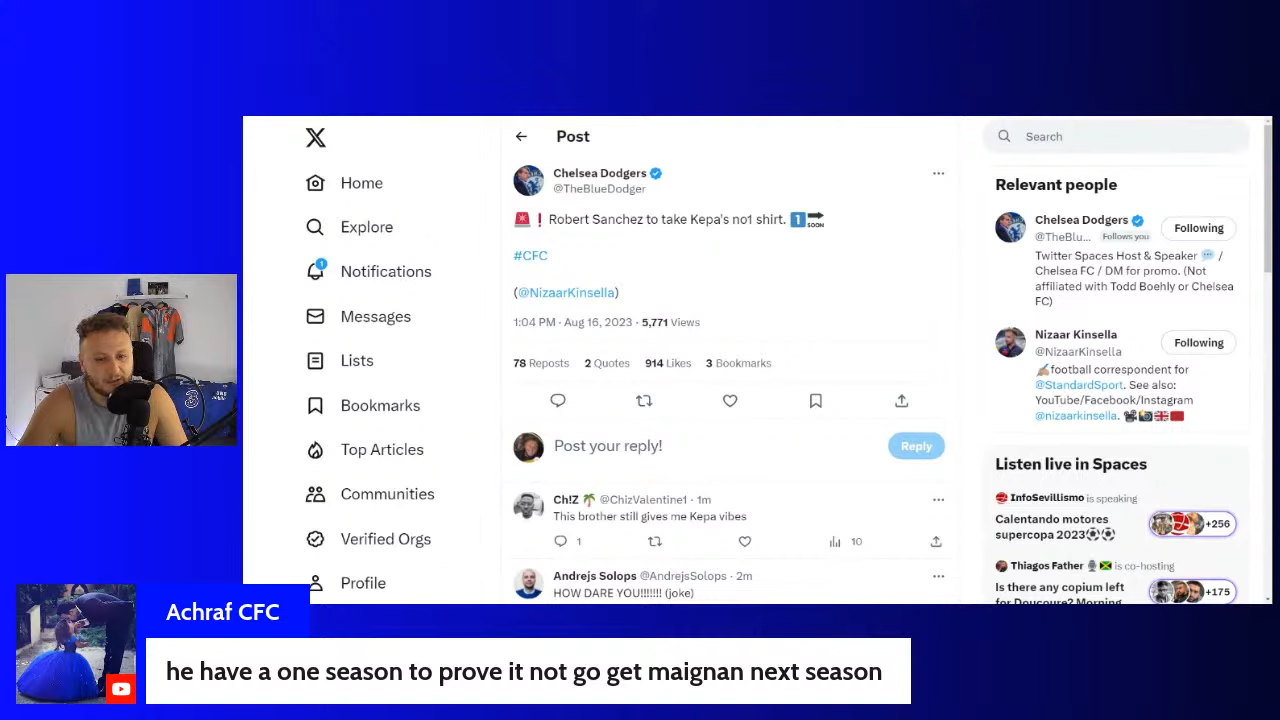 Post
Search
Home
Explore
1
Notifications
Messages
Lists
Bookmarks
Top Articles
Communities
Verified Orgs
Profile
Chelsea Dodgers
@TheBlueDodger
🚨❗️ Robert Sanchez to take Kepa's no1 shirt. 1️⃣🔜
#CFC
(@NizaarKinsella)
1:04 PM · Aug 16, 2023 · 5,771 Views
78 Reposts 2 Quotes 914 Likes 3 Bookmarks
Post your reply!
Reply
Ch!Z 🌴 @ChizValentine1 · 1m
This brother still gives me Kepa vibes
1
10
Andrejs Solops @AndrejsSolops · 2m
HOW DARE YOU!!!!!!! (joke)
Relevant people
Chelsea Dodgers
@TheBlu... Follows you
Following
Twitter Spaces Host & Speaker 💬 /
Chelsea FC / DM for promo. (Not
affiliated with Todd Boehly or Chelsea
FC)
Nizaar Kinsella
@NizaarKinsella
Following
✍🏽football correspondent for
@StandardSport. See also:
YouTube/Facebook/Instagram
@nizaarkinsella.
Listen live in Spaces
InfoSevillismo is speaking
Calentando motores
supercopa 2023⚽⚽
+256
Thiagos Father 🎙🇯🇲 is co-hosting
Is there any copium left
for Doucoure? Morning
+175
3
Achraf CFC
he have a one season to prove it not go get maignan next season